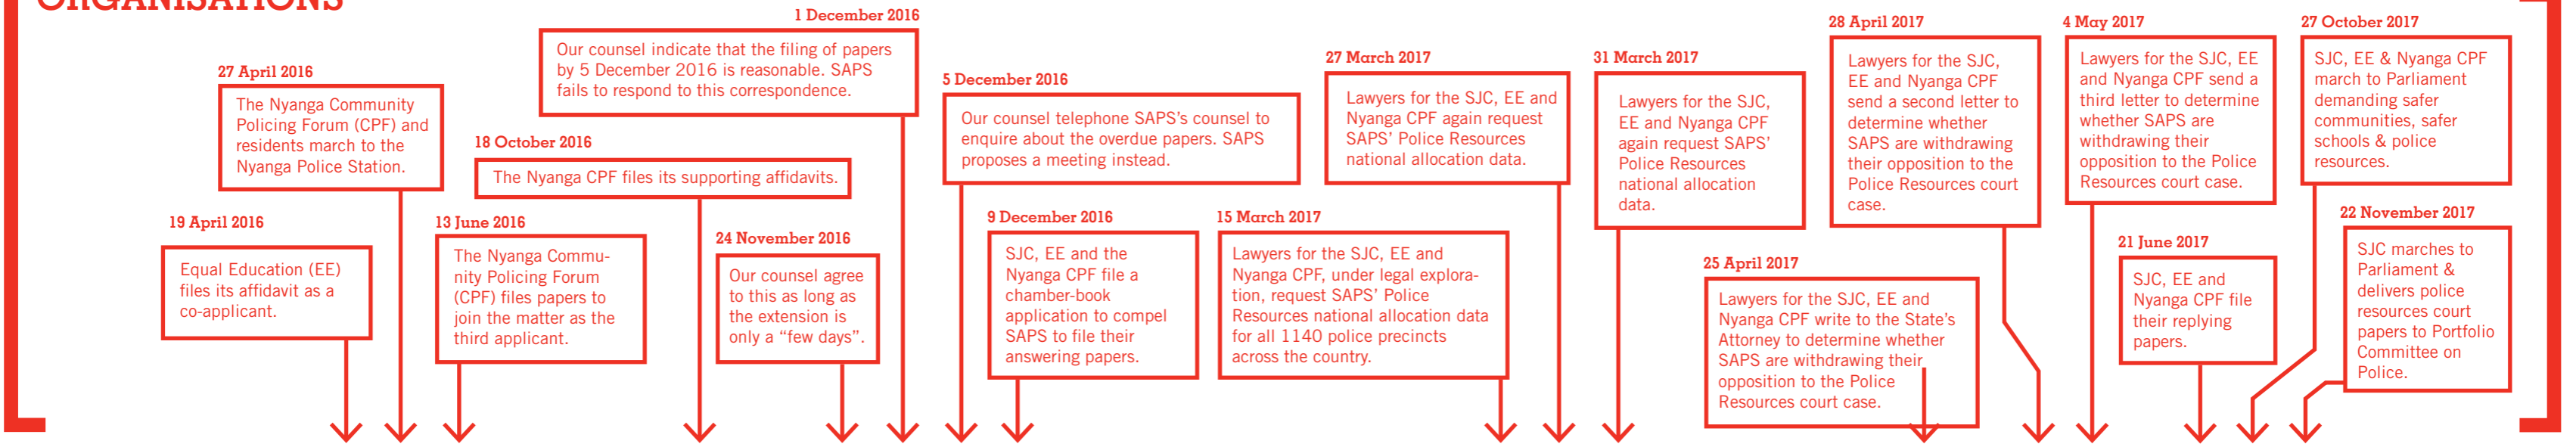 ORGANISATIONS
19 April 2016
Equal Education (EE)
files its affidavit as a
co-applicant.
27 April 2016
The Nyanga Community
Policing Forum (CPF) and
residents march to the
Nyanga Police Station.
13 June 2016
The Nyanga Commu-
nity Policing Forum
(CPF) files papers to
join the matter as the
third applicant.
18 October 2016
The Nyanga CPF files its supporting affidavits.
24 November 2016
Our counsel agree
to this as long as
the extension is
only a “few days”.
1 December 2016
Our counsel indicate that the filing of papers
by 5 December 2016 is reasonable. SAPS
fails to respond to this correspondence.
5 December 2016
Our counsel telephone SAPS’s counsel to
enquire about the overdue papers. SAPS
proposes a meeting instead.
9 December 2016
SJC, EE and the
Nyanga CPF file a
chamber-book
application to compel
SAPS to file their
answering papers.
15 March 2017
Lawyers for the SJC, EE and
Nyanga CPF, under legal explora-
tion, request SAPS’ Police
Resources national allocation data
for all 1140 police precincts
across the country.
27 March 2017
Lawyers for the SJC, EE and
Nyanga CPF again request
SAPS’ Police Resources
national allocation data.
31 March 2017
Lawyers for the SJC,
EE and Nyanga CPF
again request SAPS’
Police Resources
national allocation
data.
25 April 2017
Lawyers for the SJC, EE and
Nyanga CPF write to the State’s
Attorney to determine whether
SAPS are withdrawing their
opposition to the Police
Resources court case.
28 April 2017
Lawyers for the SJC,
EE and Nyanga CPF
send a second letter to
determine whether
SAPS are withdrawing
their opposition to the
Police Resources court
case.
4 May 2017
Lawyers for the SJC, EE
and Nyanga CPF send a
third letter to determine
whether SAPS are
withdrawing their
opposition to the Police
Resources court case.
21 June 2017
SJC, EE and
Nyanga CPF file
their replying
papers.
27 October 2017
SJC, EE & Nyanga CPF
march to Parliament
demanding safer
communities, safer
schools & police
resources.
22 November 2017
SJC marches to
Parliament &
delivers police
resources court
papers to Portfolio
Committee on
Police.